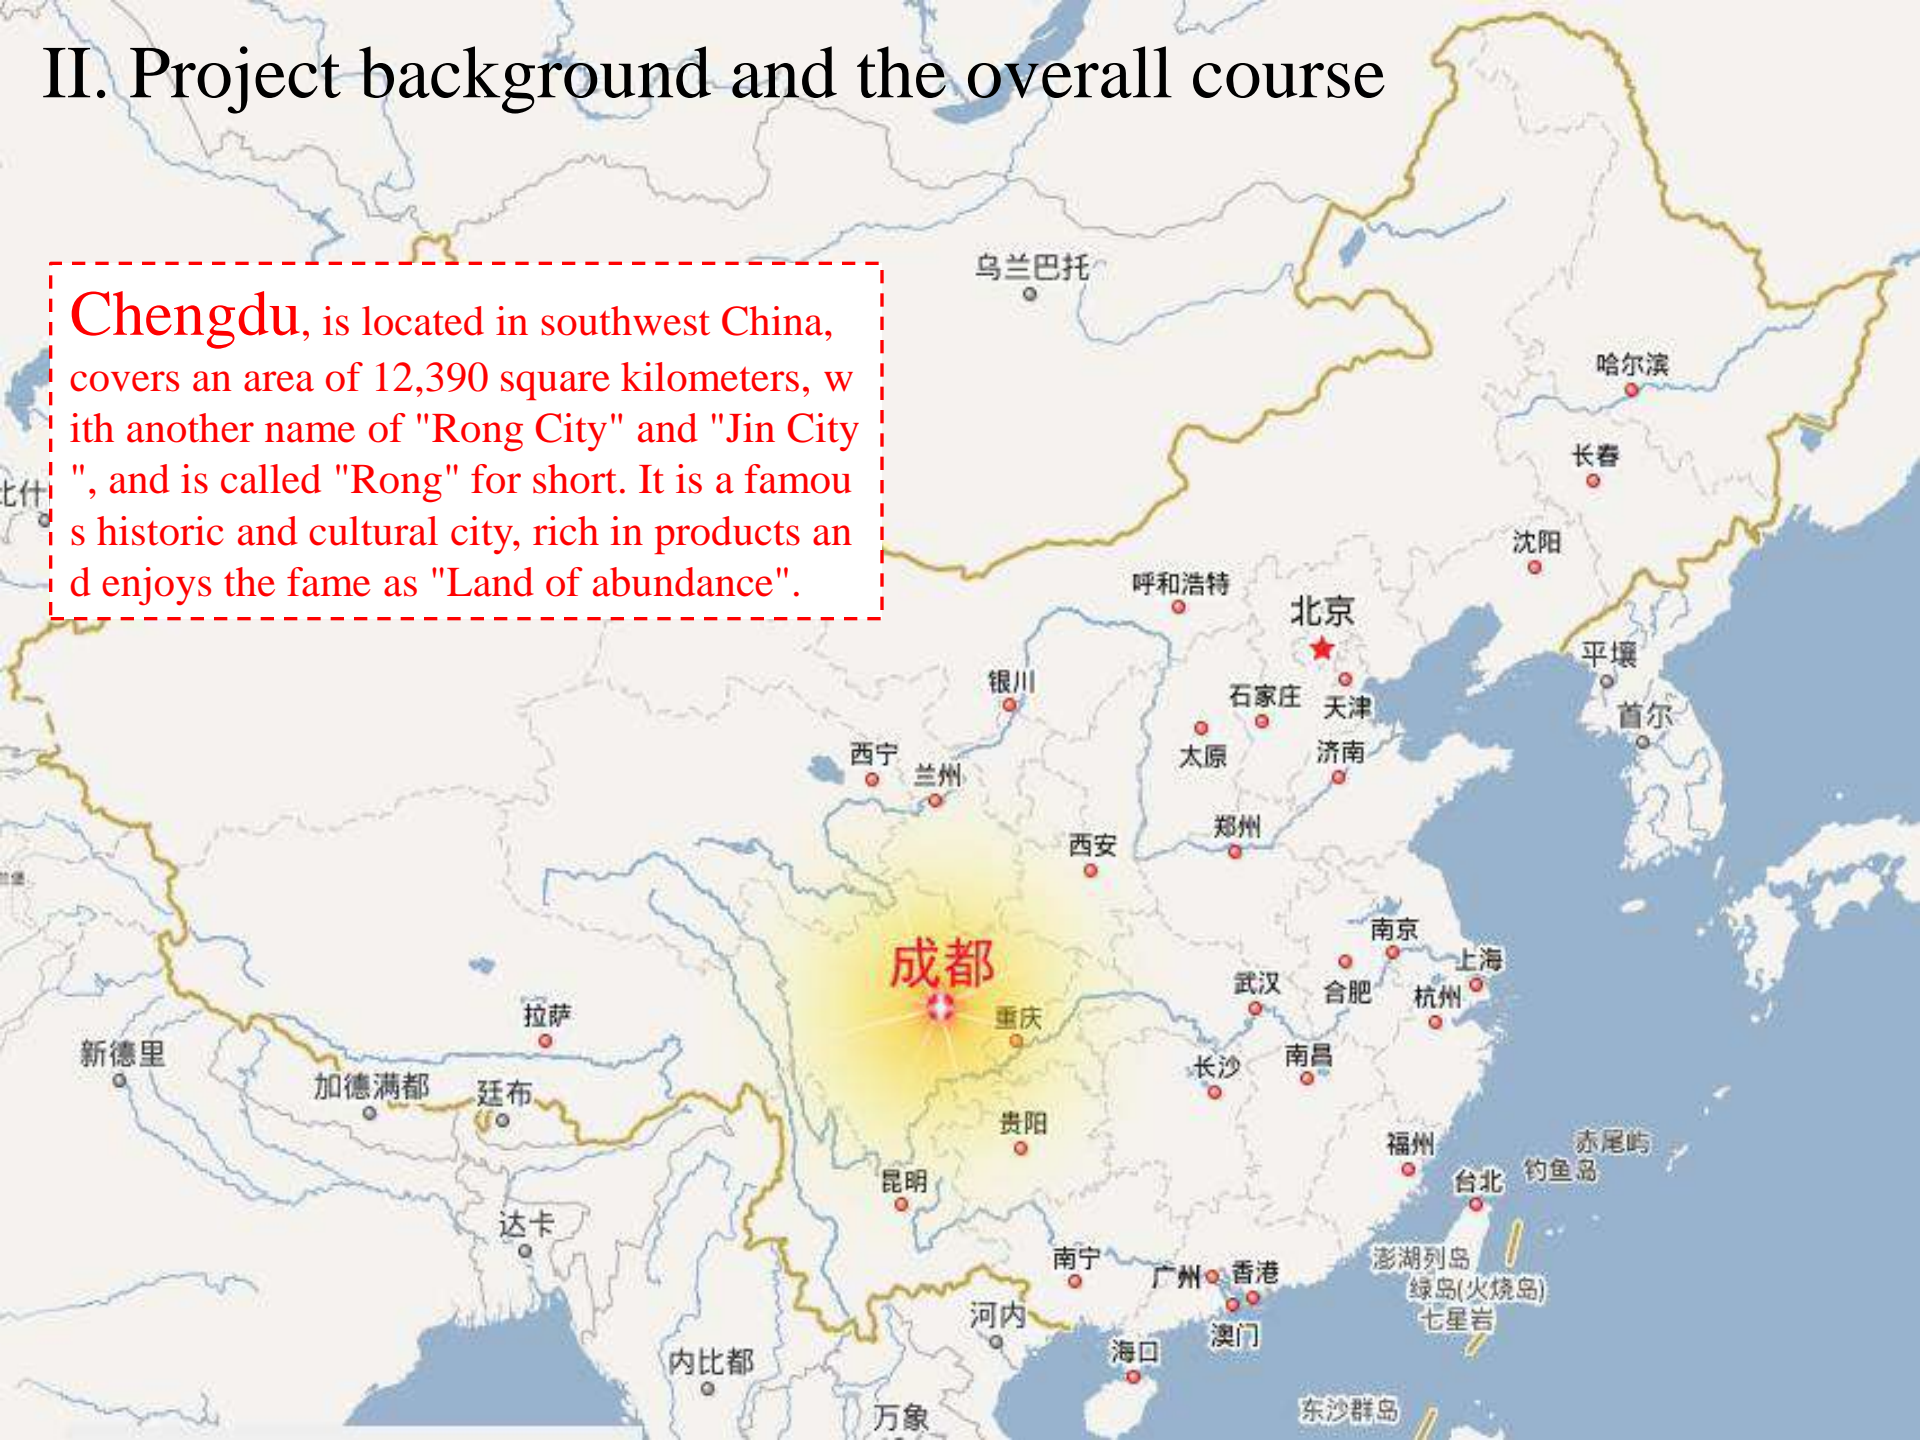 II. Project background and the overall course
Chengdu, is located in southwest China,
covers an area of 12,390 square kilometers, w
ith another name of "Rong City" and "Jin City
", and is called "Rong" for short. It is a famou
s historic and cultural city, rich in products an
d enjoys the fame as "Land of abundance".
乌兰巴托
哈尔滨
长春
比什
沈阳
呼和浩特
北京
平壤
银川
石家庄
天津
首尔
西宁
兰州
太原
济南
郑州
西安
南京
成都
上海
武汉
合肥
杭州
拉萨
重庆
新德里
加德满都
廷布
长沙
南昌
贵阳
福州
赤尾屿
钓鱼岛
昆明
台北
达卡
南宁
广州
香港
澎湖列岛
绿岛(火烧岛)
七星岩
河内
澳门
海口
内比都
万象
东沙群岛